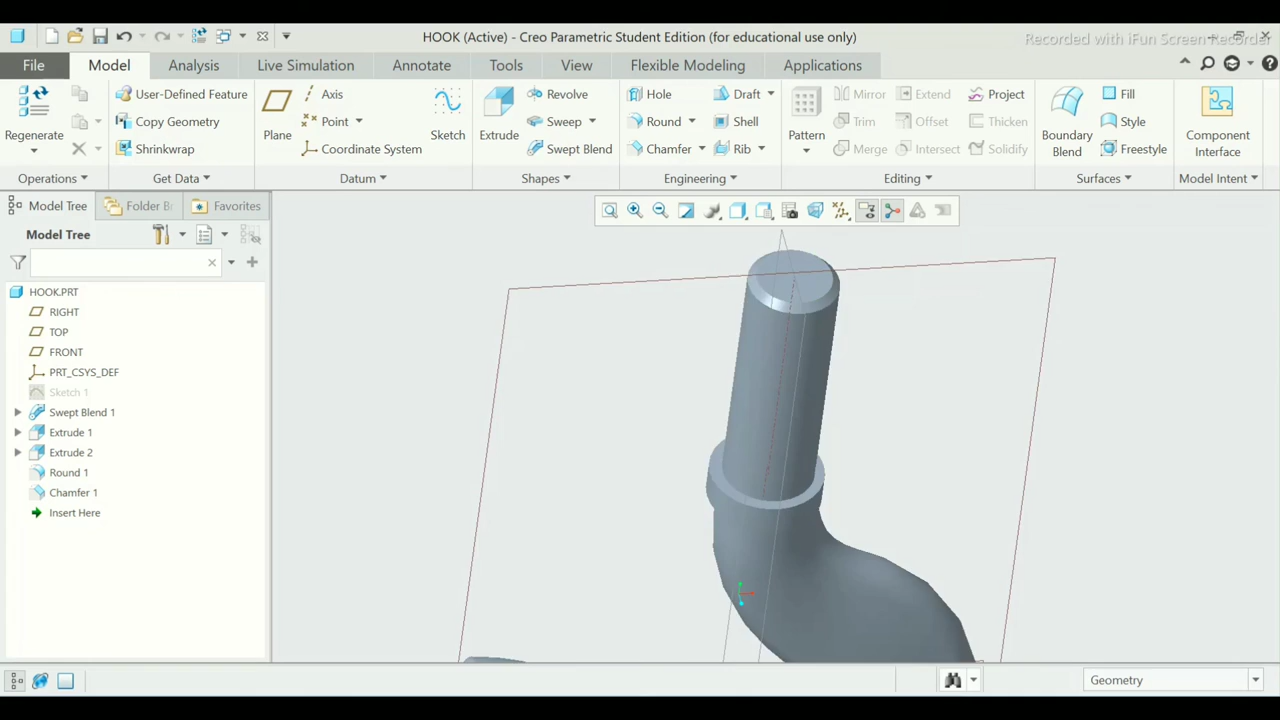 HOOK (Active) - Creo Parametric Student Edition (for educational use only)
Recorded with iFun Screen Recorder
File Model Analysis Live Simulation Annotate Tools View Flexible Modeling Applications
Regenerate
User-Defined Feature
Copy Geometry
Shrinkwrap
Plane
Axis
Point
Coordinate System
Sketch
Extrude
Revolve
Sweep
Swept Blend
Hole
Round
Chamfer
Draft
Shell
Rib
Pattern
Mirror
Trim
Merge
Extend
Offset
Intersect
Project
Thicken
Solidify
Boundary
Blend
Fill
Style
Freestyle
Component
Interface
Operations Get Data Datum Shapes Engineering Editing Surfaces Model Intent
Model Tree Folder B Favorites
Model Tree
HOOK.PRT
RIGHT
TOP
FRONT
PRT_CSYS_DEF
Sketch 1
Swept Blend 1
Extrude 1
Extrude 2
Round 1
Chamfer 1
Insert Here
Geometry